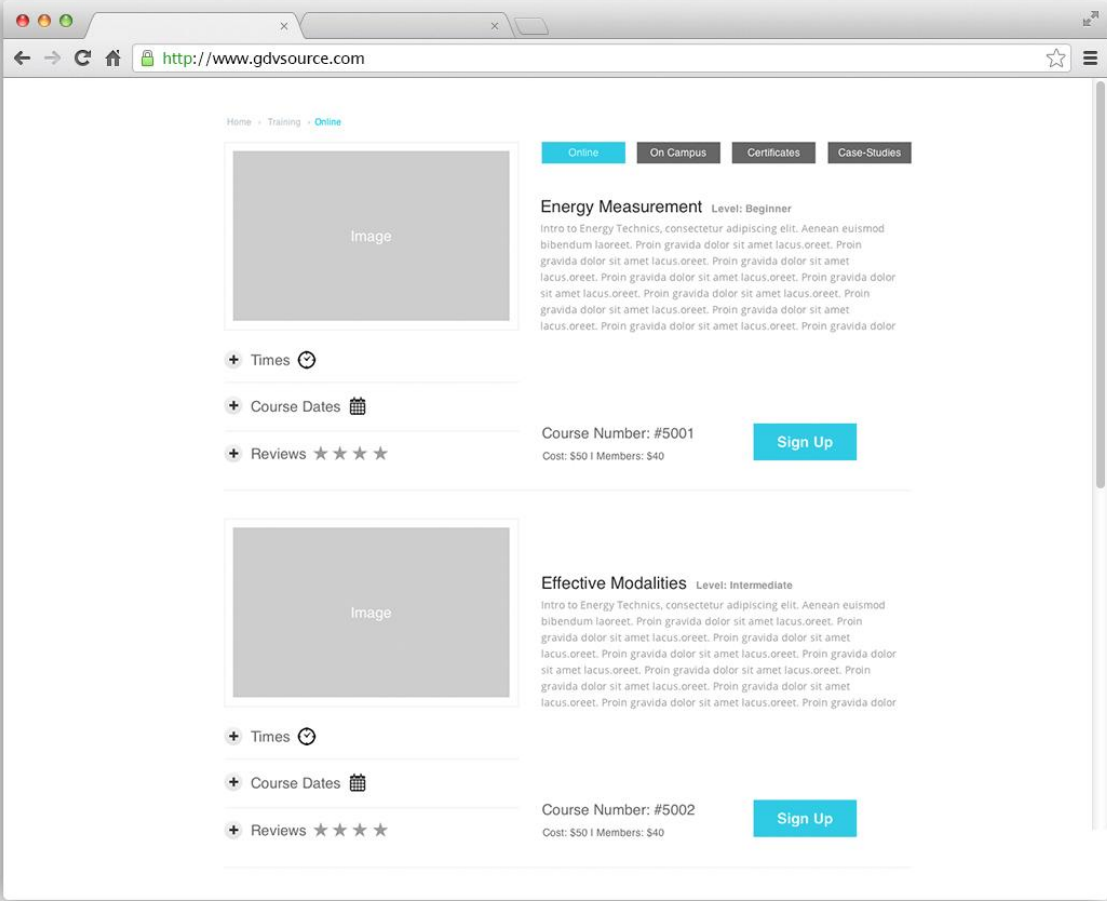 http://www.gdvsource.com
Home - Training - Online
Online On Campus Certificates Case-Studies
Image
Energy Measurement Level: Beginner
Intro to Energy Technics, consectetur adipiscing elit. Aenean euismod
bibendum laoreet. Proin gravida dolor sit amet lacus.oreet. Proin
gravida dolor sit amet lacus.oreet. Proin gravida dolor sit amet
lacus.oreet. Proin gravida dolor sit amet lacus.oreet. Proin gravida dolor
sit amet lacus.oreet. Proin gravida dolor sit amet lacus.oreet. Proin
gravida dolor sit amet lacus.oreet. Proin gravida dolor sit amet
lacus.oreet. Proin gravida dolor sit amet lacus.oreet. Proin gravida dolor
Times
Course Dates
Reviews
Course Number: #5001
Cost: $50 I Members: $40
Sign Up
Image
Effective Modalities Level: Intermediate
Intro to Energy Technics, consectetur adipiscing elit. Aenean euismod
bibendum laoreet. Proin gravida dolor sit amet lacus.oreet. Proin
gravida dolor sit amet lacus.oreet. Proin gravida dolor sit amet
lacus.oreet. Proin gravida dolor sit amet lacus.oreet. Proin gravida dolor
sit amet lacus.oreet. Proin gravida dolor sit amet lacus.oreet. Proin
gravida dolor sit amet lacus.oreet. Proin gravida dolor sit amet
lacus.oreet. Proin gravida dolor sit amet lacus.oreet. Proin gravida dolor
Times
Course Dates
Reviews
Course Number: #5002
Cost: $50 I Members: $40
Sign Up